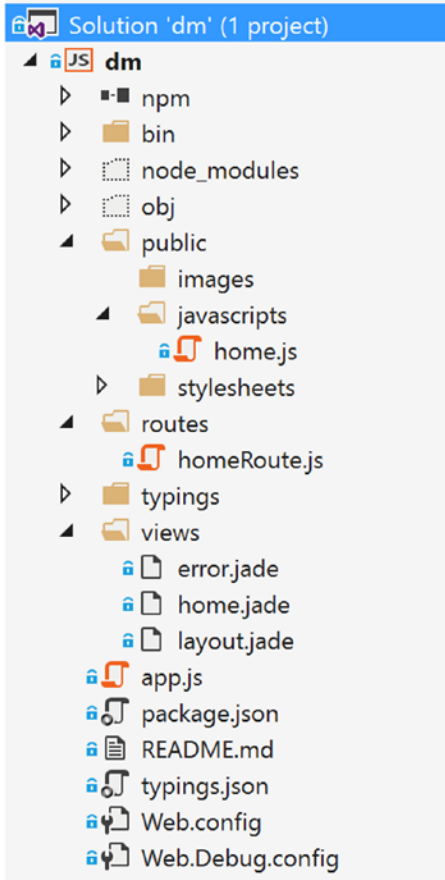 Solution 'dm' (1 project)
JS dm
npm
bin
node_modules
obj
public
images
javascripts
home.js
stylesheets
routes
homeRoute.js
typings
views
error.jade
home.jade
layout.jade
app.js
package.json
README.md
typings.json
Web.config
Web.Debug.config